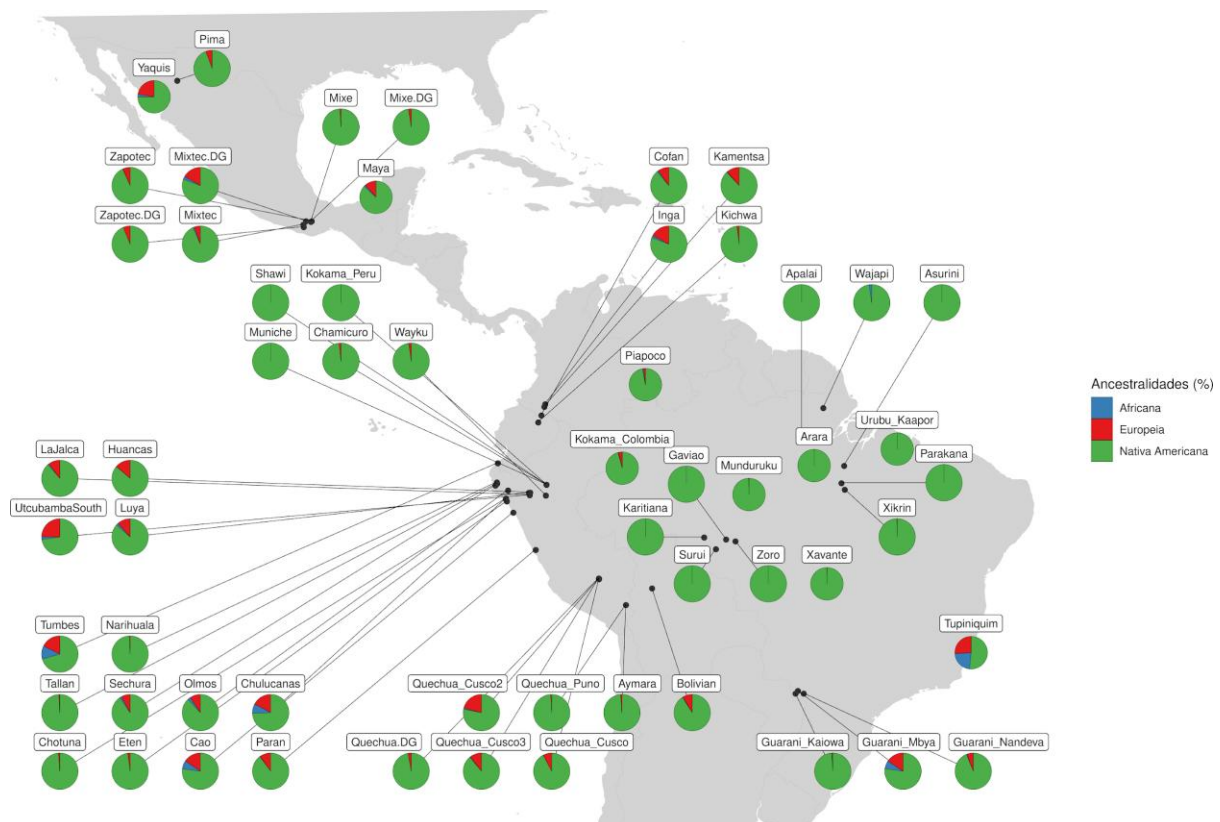 Pima
Yaquis
Mixe
Mixe.DG
Zapotec
Mixtec.DG
Maya
Cofan
Kamentsa
Zapotec.DG
Mixtec
Inga
Kichwa
Shawi
Kokama_Peru
Apalai
Wajapi
Asurini
Muniche
Chamicuro
Wayku
Piapoco
Ancestralidades (%)
Africana
Europeia
Nativa Americana
Urubu_Kaapor
LaJalca
Huancas
Kokama_Colombia
Gaviao
Munduruku
Arara
Parakana
UtcubambaSouth
Luya
Karitiana
Xikrin
Surui
Zoro
Xavante
Tumbes
Narihuala
Tupiniquim
Tallan
Sechura
Olmos
Chulucanas
Quechua_Cusco2
Quechua_Puno
Aymara
Bolivian
Chotuna
Eten
Cao
Paran
Quechua.DG
Quechua_Cusco3
Quechua_Cusco
Guarani_Kaiowa
Guarani_Mbya
Guarani_Nandeva